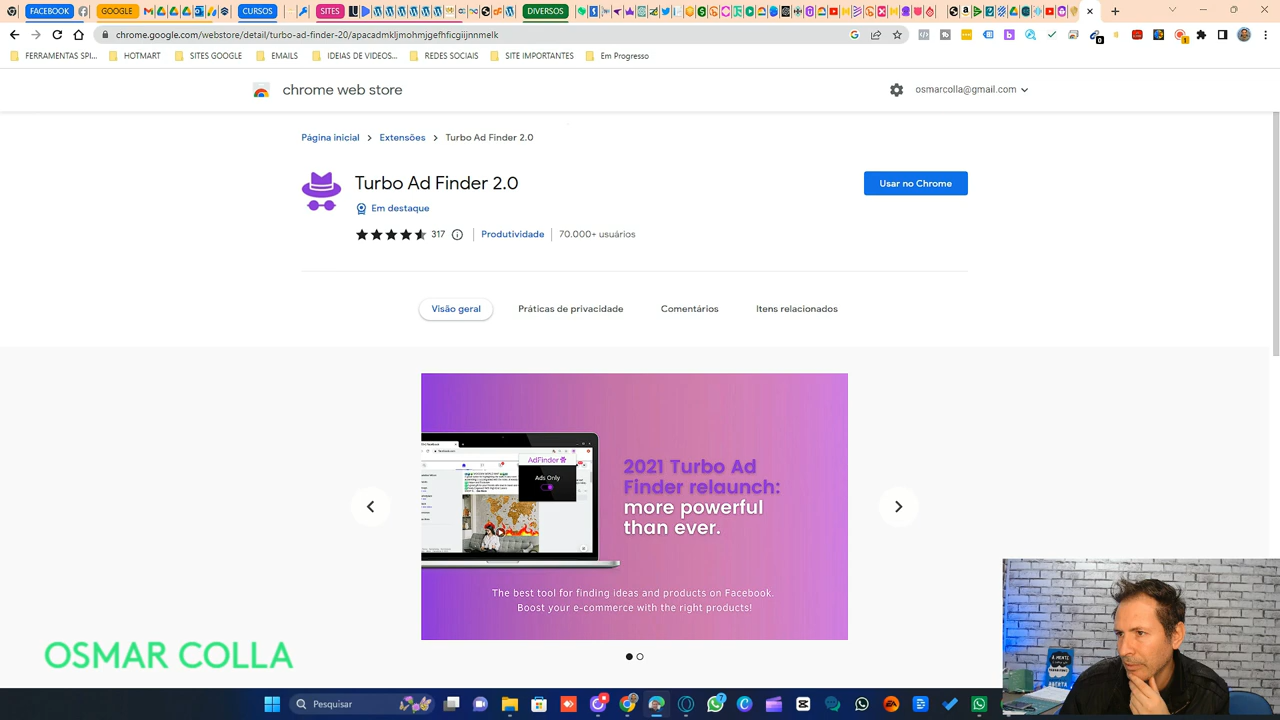 FACEBOOK
GOOGLE
CURSOS
SITES
DIVERSOS
chrome.google.com/webstore/detail/turbo-ad-finder-20/apacadmkljmohmjgefhficgiijnnmelk
FERRAMENTAS SPI...
HOTMART
SITES GOOGLE
EMAILS
IDEIAS DE VIDEOS...
REDES SOCIAIS
SITE IMPORTANTES
Em Progresso
chrome web store
osmarcolla@gmail.com
Página inicial
Extensões
Turbo Ad Finder 2.0
Turbo Ad Finder 2.0
Usar no Chrome
Em destaque
317
Produtividade
70.000+ usuários
Visão geral
Práticas de privacidade
Comentários
Itens relacionados
AdFinder
Ads Only
2021 Turbo Ad
Finder relaunch:
more powerful
than ever.
The best tool for finding ideas and products on Facebook.
Boost your e-commerce with the right products!
OSMAR COLLA
Pesquisar